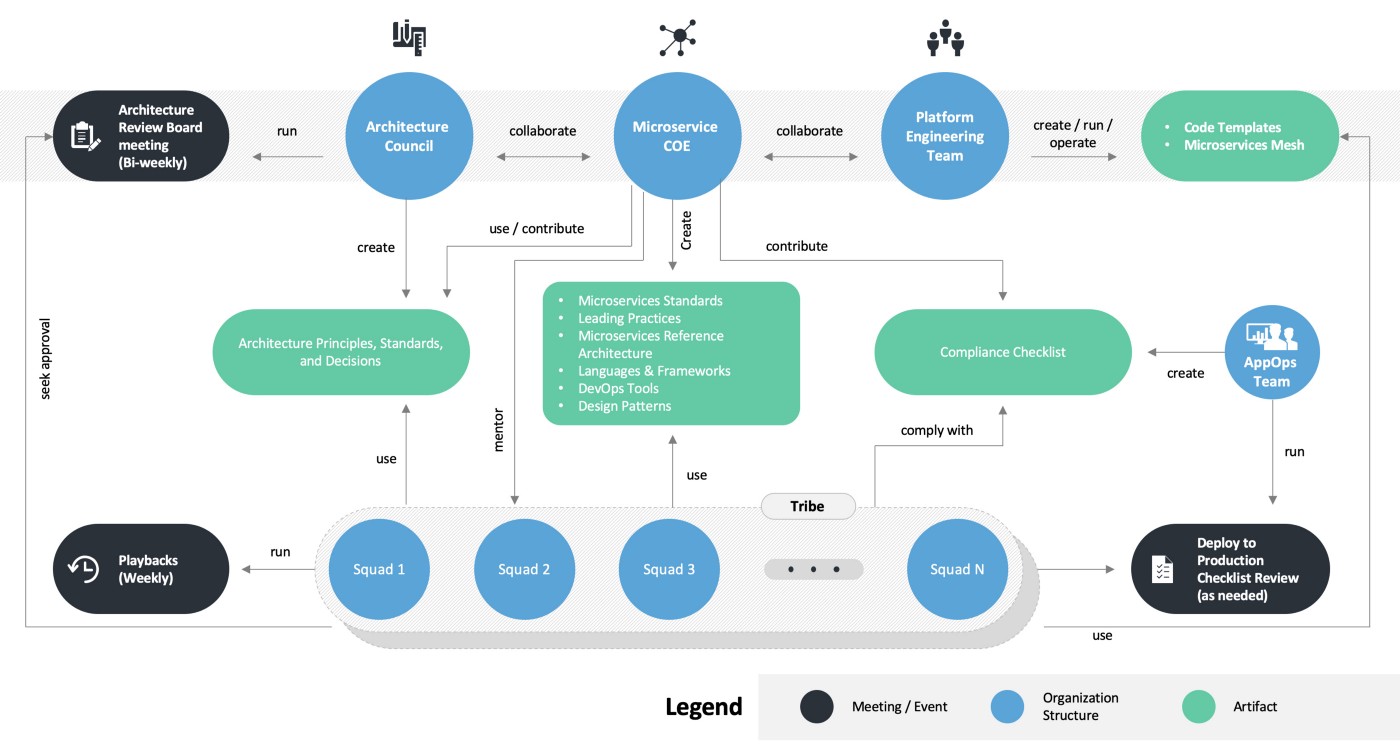 Architecture
Review Board
meeting
(Bi-weekly)
run
Architecture
Council
collaborate
Microservice
COE
collaborate
Platform
Engineering
Team
create / run /
operate
• Code Templates
• Microservices Mesh
create
use / contribute
Create
contribute
seek approval
Architecture Principles, Standards,
and Decisions
• Microservices Standards
• Leading Practices
• Microservices Reference
Architecture
• Languages & Frameworks
• DevOps Tools
• Design Patterns
Compliance Checklist
create
AppOps
Team
use
mentor
use
comply with
run
Tribe
Playbacks
(Weekly)
run
Squad 1
Squad 2
Squad 3
• • •
Squad N
Deploy to
Production
Checklist Review
(as needed)
use
Legend
Meeting / Event
Organization
Structure
Artifact